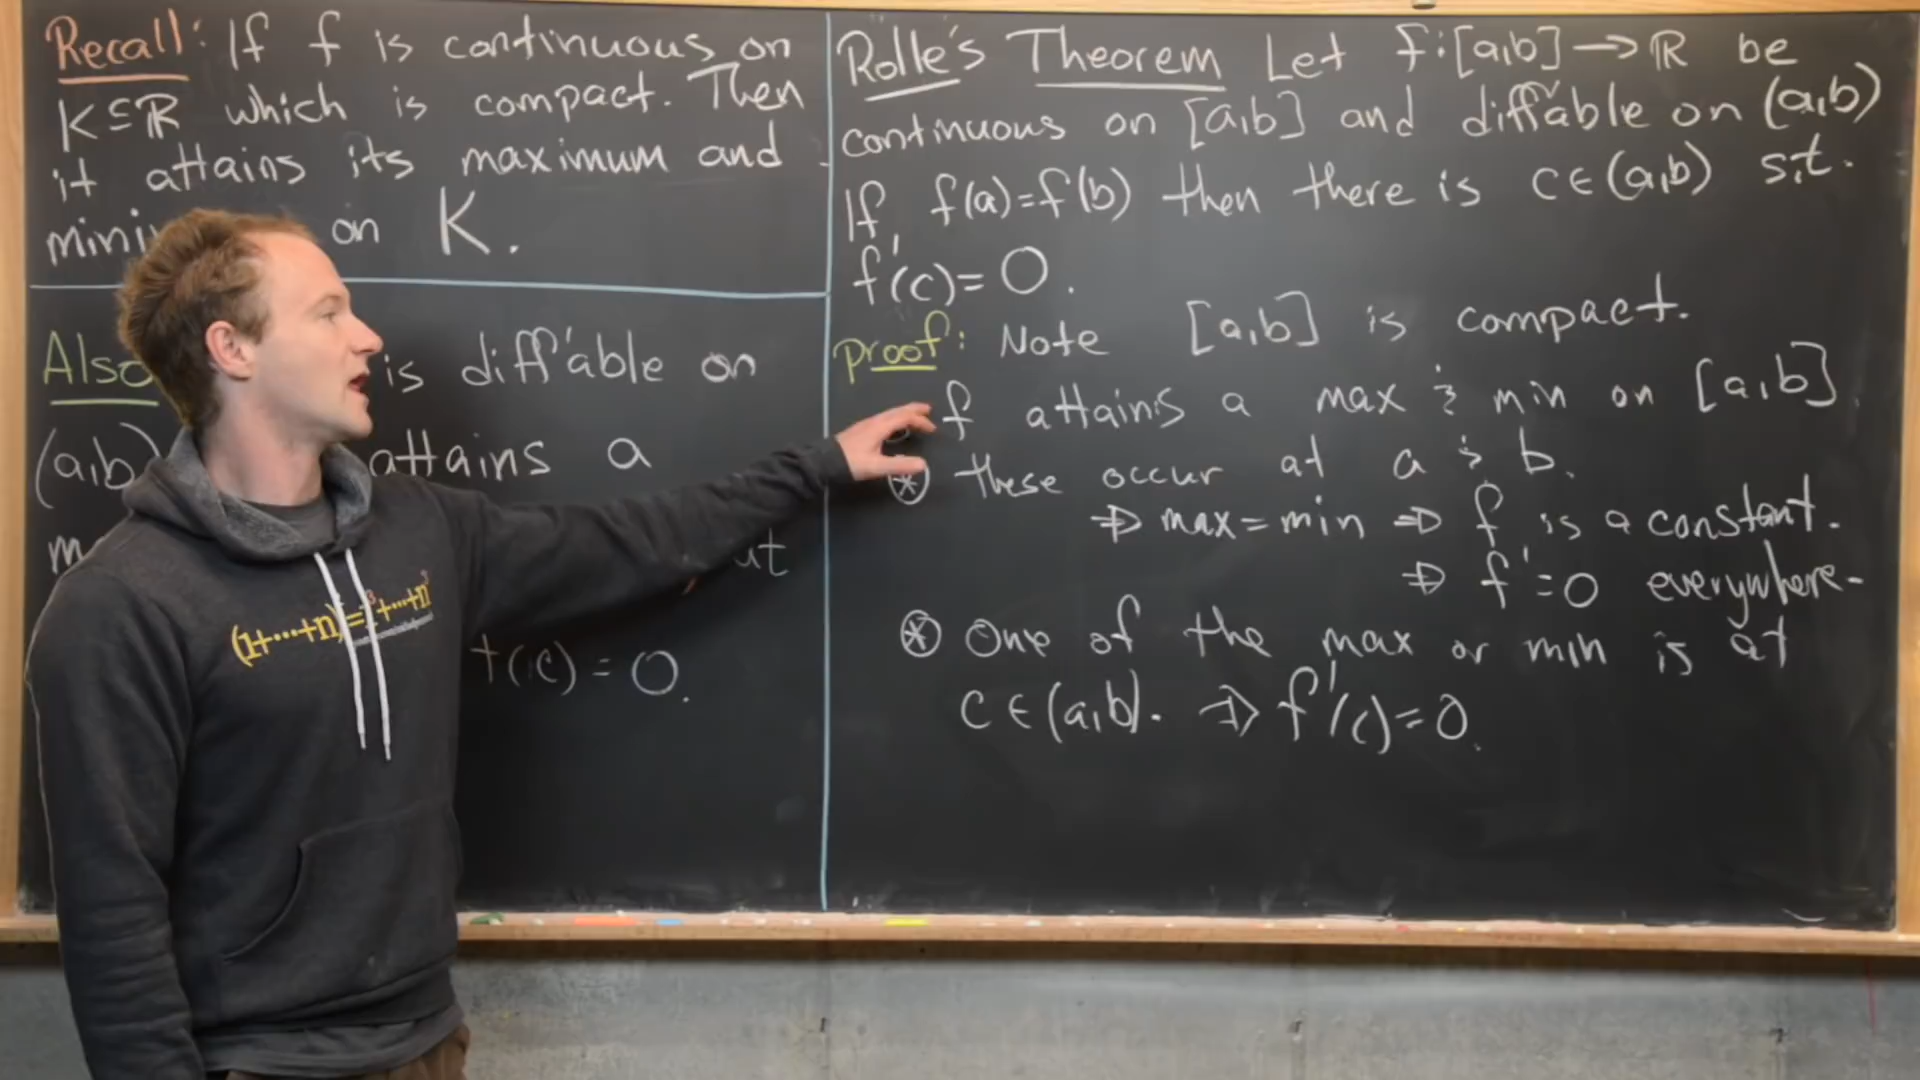 Recall: If f is continuous on
K⊆ℝ which is compact. Then
it attains its maximum and
on K.
Also is diff'able on
(a,b) attains a
= 0.
Rolle's Theorem Let f:[a,b]→ℝ be
continuous on [a,b] and diff'able on (a,b)
If f(a)=f(b) then there is c∈(a,b) s.t.
f'(c)=0.
Proof: Note [a,b] is compact.
f attains a max & min on [a,b]
⊛ these occur at a & b.
⇒ max=min ⇒ f is a constant.
⇒ f'=0 everywhere.
⊛ One of the max or min is at
c∈(a,b). ⇒ f'(c)=0.